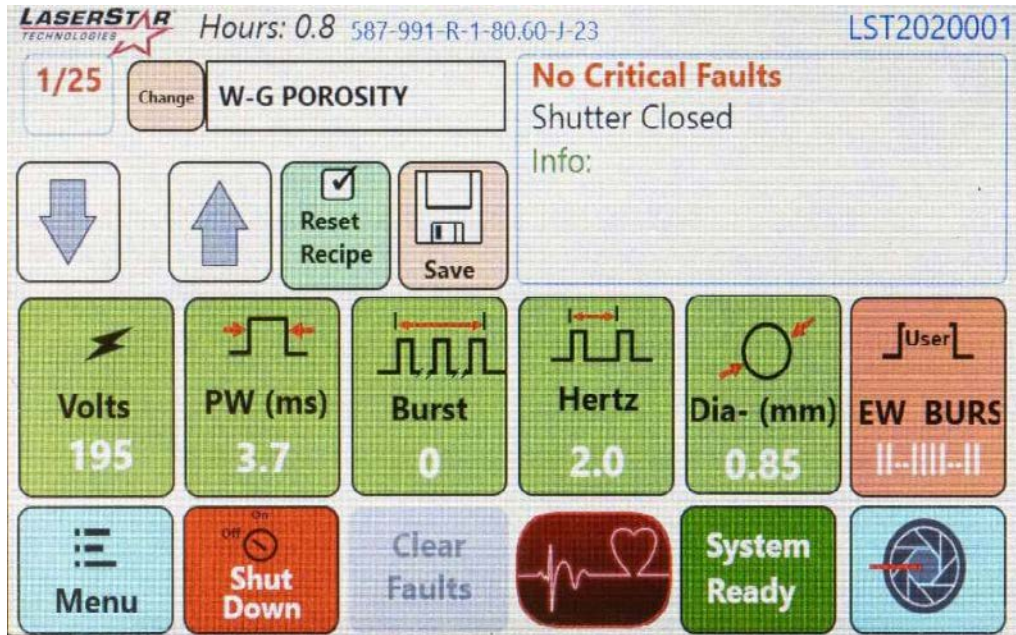 LASERSTAR
TECHNOLOGIES
Hours: 0.8 587-991-R-1-80.60-J-23
LST2020001
1/25
Change
W-G POROSITY
No Critical Faults
Shutter Closed
Info:
Reset
Recipe
Save
Volts
195
PW (ms)
3.7
Burst
0
Hertz
2.0
Dia- (mm)
0.85
User
EW BURS
||--||||--||
Menu
On
Off
Shut
Down
Clear
Faults
System
Ready